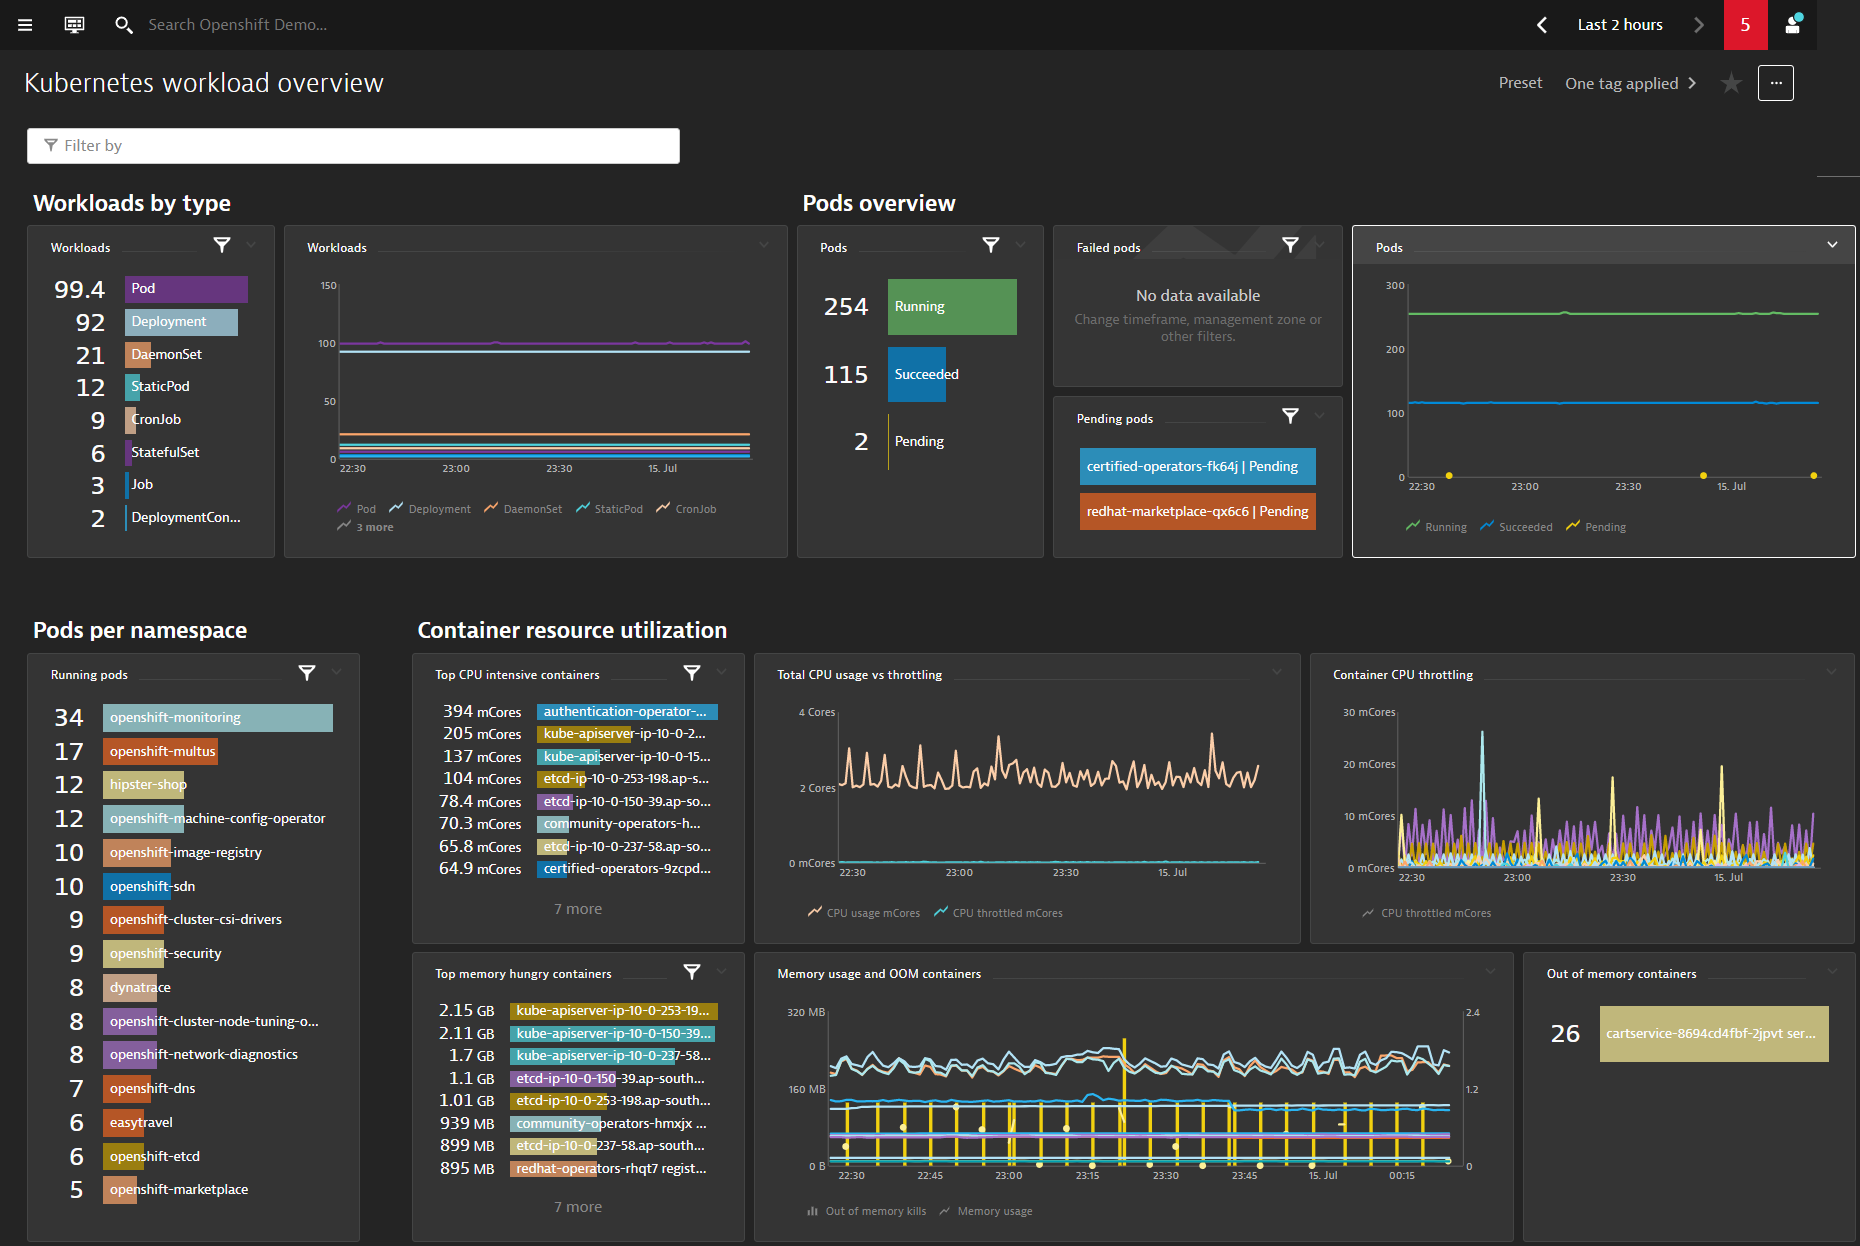 Search Openshift Demo...
Last 2 hours
5
Kubernetes workload overview
Preset
One tag applied
...
Filter by
Workloads by type
Pods overview
Workloads
99.4 Pod
92 Deployment
21 DaemonSet
12 StaticPod
9 CronJob
6 StatefulSet
3 Job
2 DeploymentCon...
Workloads
150
100
50
0
22:30 23:00 23:30 15. Jul
Pod Deployment DaemonSet StaticPod CronJob
3 more
Pods
254 Running
115 Succeeded
2 Pending
Failed pods
No data available
Change timeframe, management zone or
other filters.
Pending pods
certified-operators-fk64j | Pending
redhat-marketplace-qx6c6 | Pending
Pods
300
200
100
0
22:30 23:00 23:30 15. Jul
Running Succeeded Pending
Pods per namespace
Container resource utilization
Running pods
34 openshift-monitoring
17 openshift-multus
12 hipster-shop
12 openshift-machine-config-operator
10 openshift-image-registry
10 openshift-sdn
9 openshift-cluster-csi-drivers
9 openshift-security
8 dynatrace
8 openshift-cluster-node-tuning-o...
8 openshift-network-diagnostics
7 openshift-dns
6 easytravel
6 openshift-etcd
5 openshift-marketplace
Top CPU intensive containers
394 mCores authentication-operator-...
205 mCores kube-apiserver-ip-10-0-2...
137 mCores kube-apiserver-ip-10-0-15...
104 mCores etcd-ip-10-0-253-198.ap-s...
78.4 mCores etcd-ip-10-0-150-39.ap-so...
70.3 mCores community-operators-h...
65.8 mCores etcd-ip-10-0-237-58.ap-so...
64.9 mCores certified-operators-9zcpd...
7 more
Total CPU usage vs throttling
4 Cores
2 Cores
0 mCores
22:30 23:00 23:30 15. Jul
CPU usage mCores CPU throttled mCores
Container CPU throttling
30 mCores
20 mCores
10 mCores
0 mCores
22:30 23:00 23:30 15. Jul
CPU throttled mCores
Top memory hungry containers
2.15 GB kube-apiserver-ip-10-0-253-19...
2.11 GB kube-apiserver-ip-10-0-150-39...
1.7 GB kube-apiserver-ip-10-0-237-58...
1.1 GB etcd-ip-10-0-150-39.ap-south...
1.01 GB etcd-ip-10-0-253-198.ap-south...
939 MB community-operators-hmxjx ...
899 MB etcd-ip-10-0-237-58.ap-south...
895 MB redhat-operators-rhqt7 regist...
7 more
Memory usage and OOM containers
320 MB 2.4
160 MB 1.2
0 B 0
22:30 22:45 23:00 23:15 23:30 23:45 15. Jul 00:15
Out of memory kills Memory usage
Out of memory containers
26 cartservice-8694cd4fbf-2jpvt ser...